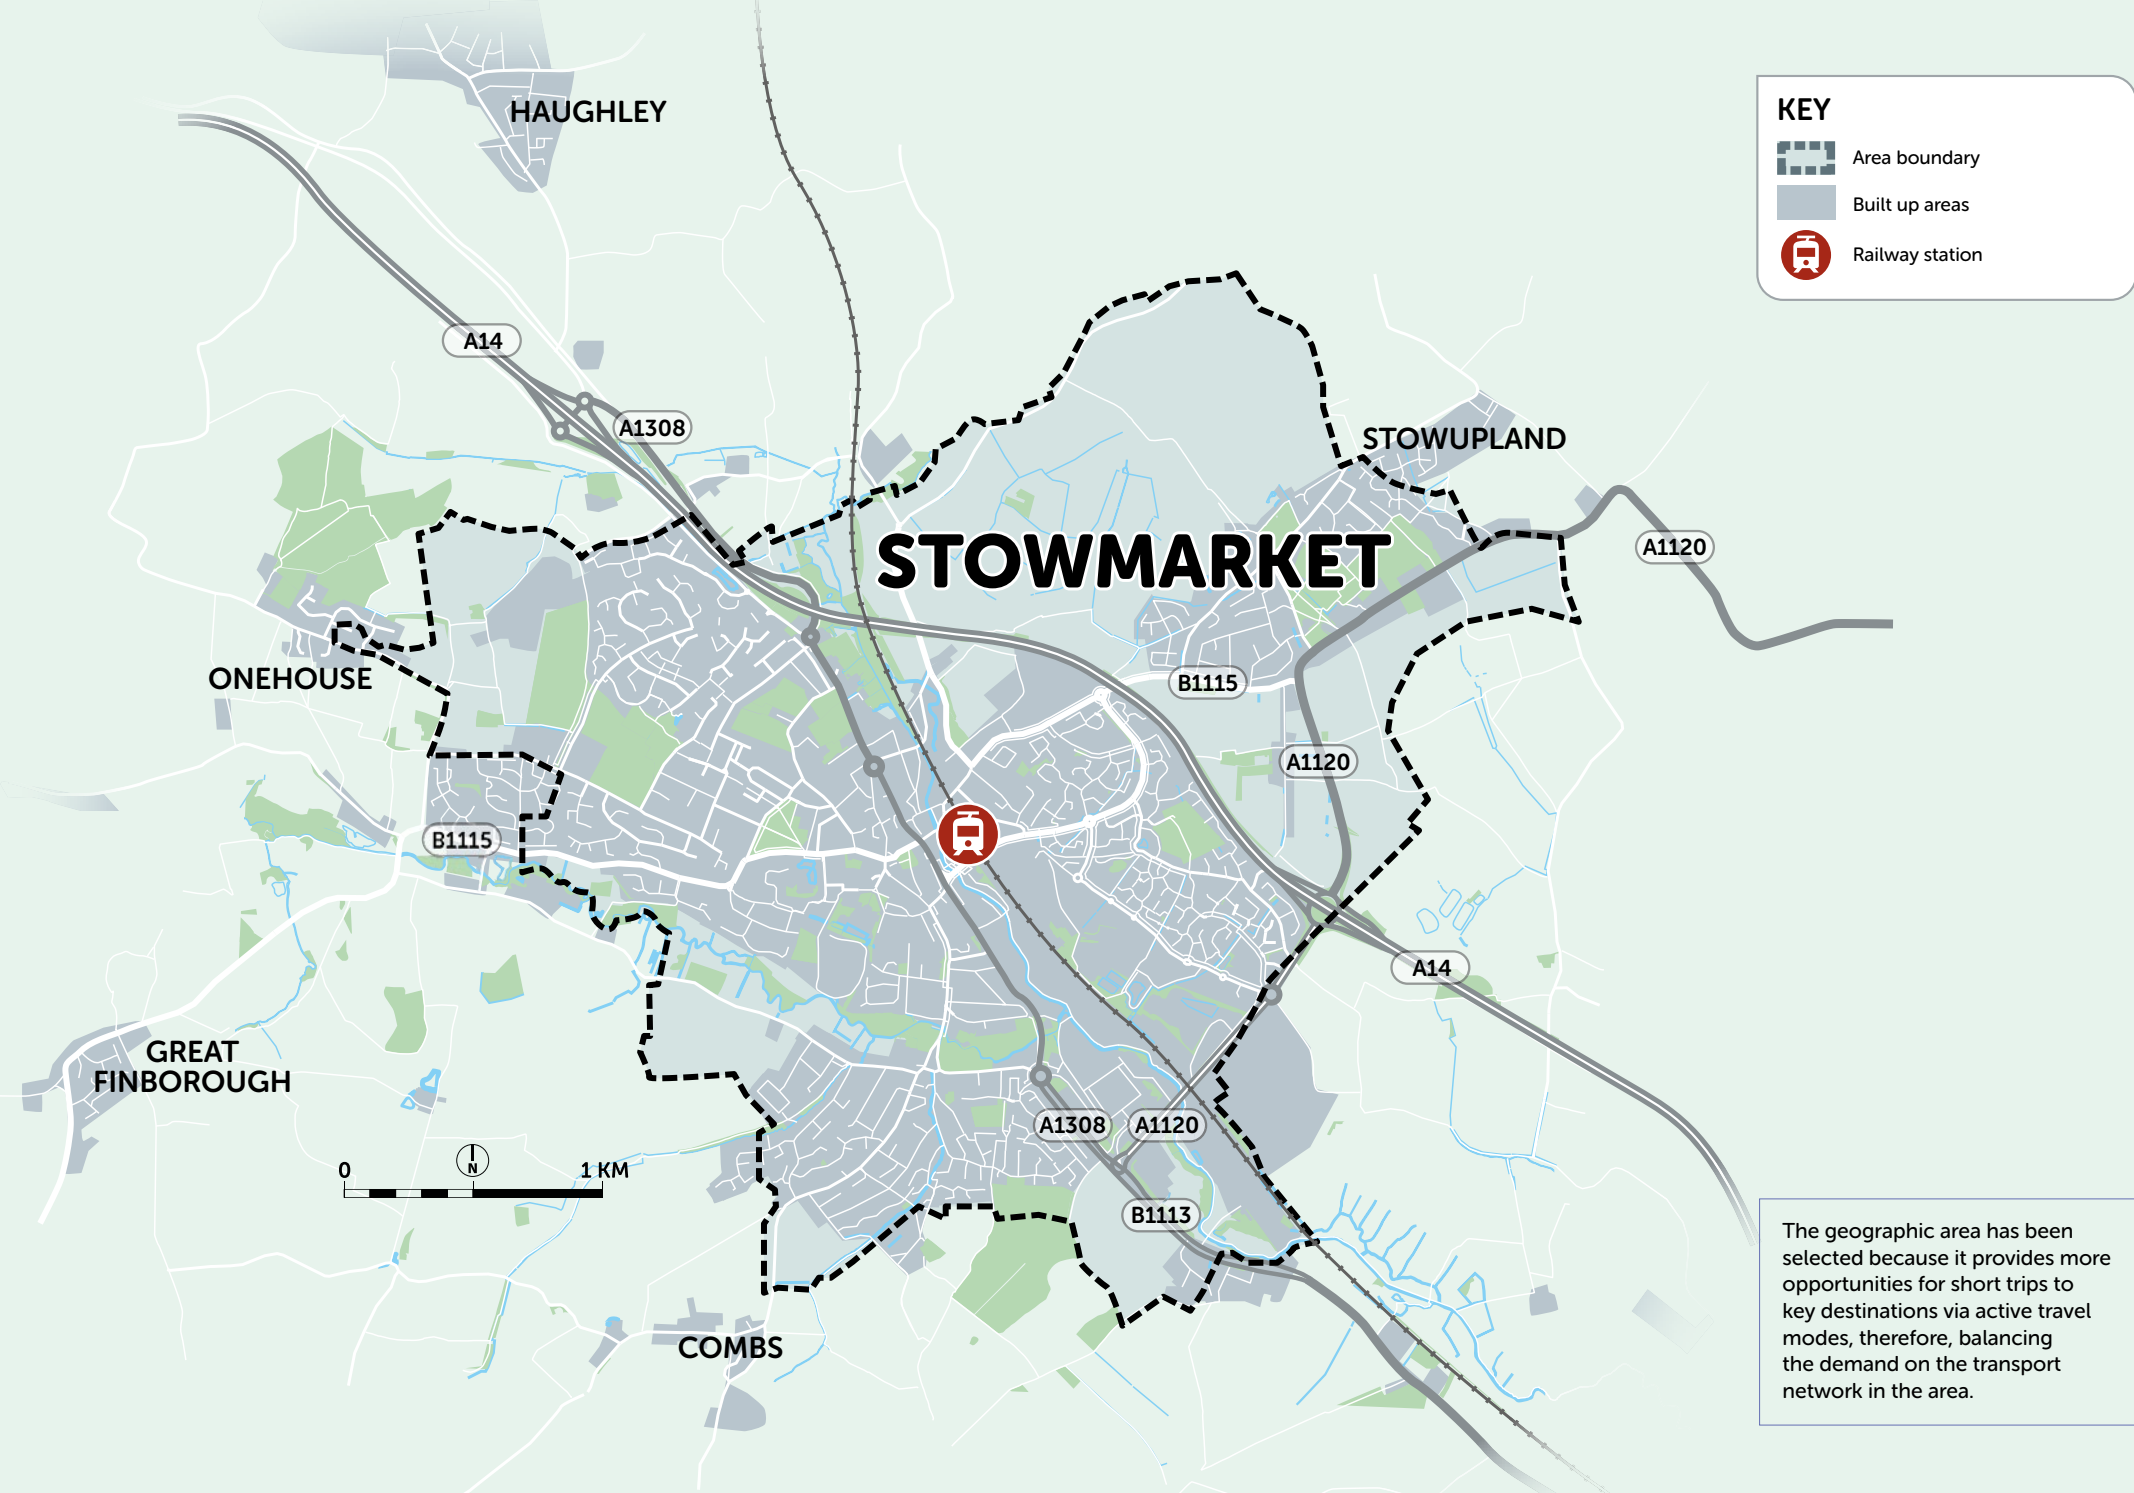 HAUGHLEY
KEY
Area boundary
Built up areas
Railway station
A14
A1308
STOWUPLAND
STOWMARKET
A1120
ONEHOUSE
B1115
A1120
B1115
A14
GREAT
FINBOROUGH
A1308
A1120
0
N
1 KM
B1113
COMBS
The geographic area has been
selected because it provides more
opportunities for short trips to
key destinations via active travel
modes, therefore, balancing
the demand on the transport
network in the area.